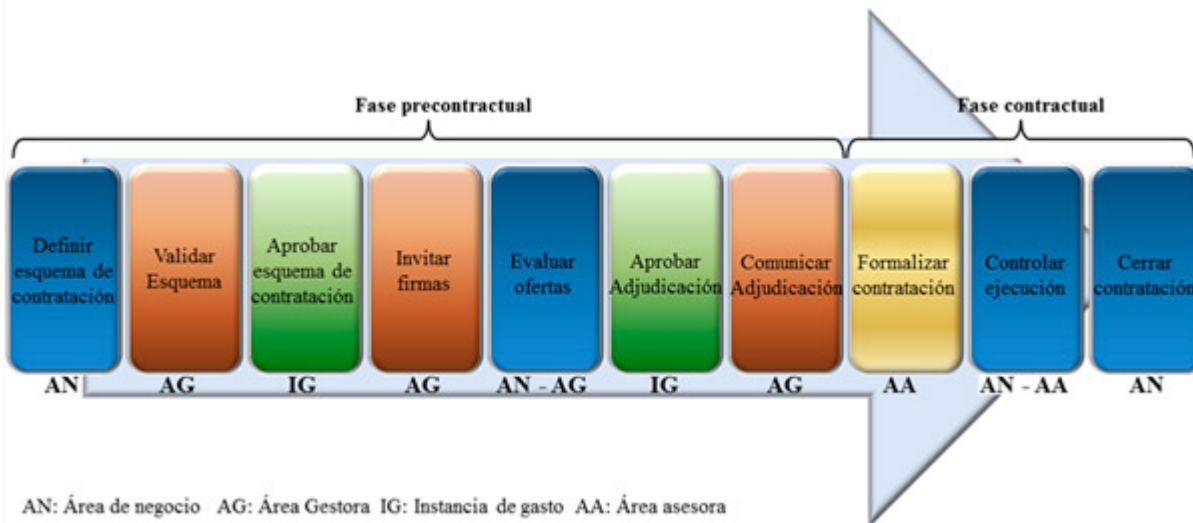 Fase precontractual
Fase contractual
Definir
esquema de
contratación
Validar
Esquema
Aprobar
esquema de
contratación
Invitar
firmas
Evaluar
ofertas
Aprobar
Adjudicación
Comunicar
Adjudicación
Formalizar
contratación
Controlar
ejecución
Cerrar
contratación
AN
AG
IG
AG
AN - AG
IG
AG
AA
AN - AA
AN
AN: Área de negocio AG: Área Gestora IG: Instancia de gasto AA: Área asesora